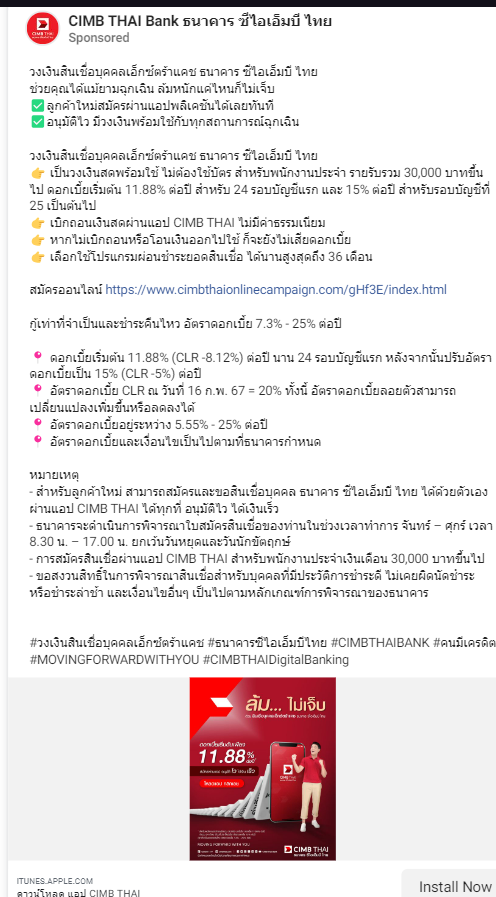 CIMB THAI Bank ธนาคาร ซีไอเอ็มบี ไทย
Sponsored
วงเงินสินเชื่อบุคคลเอ็กซ์ตร้าแคช ธนาคาร ซีไอเอ็มบี ไทย
ช่วยคุณได้แม้ยามฉุกเฉิน ล้มหนักแค่ไหนก็ไม่เจ็บ
✅ ลูกค้าใหม่สมัครผ่านแอปพลิเคชันได้เลยทันที
✅ อนุมัติไว มีวงเงินพร้อมใช้กับทุกสถานการณ์ฉุกเฉิน
วงเงินสินเชื่อบุคคลเอ็กซ์ตร้าแคช ธนาคาร ซีไอเอ็มบี ไทย
👉 เป็นวงเงินสดพร้อมใช้ ไม่ต้องใช้บัตร สำหรับพนักงานประจำ รายรับรวม 30,000 บาทขึ้น
ไป ดอกเบี้ยเริ่มต้น 11.88% ต่อปี สำหรับ 24 รอบบัญชีแรก และ 15% ต่อปี สำหรับรอบบัญชีที่
25 เป็นต้นไป
👉 เบิกถอนเงินสดผ่านแอป CIMB THAI ไม่มีค่าธรรมเนียม
👉 หากไม่เบิกถอนหรือโอนเงินออกไปใช้ ก็จะยังไม่เสียดอกเบี้ย
👉 เลือกใช้โปรแกรมผ่อนชำระยอดสินเชื่อ ได้นานสูงสุดถึง 36 เดือน
สมัครออนไลน์ https://www.cimbthaionlinecampaign.com/gHf3E/index.html
กู้เท่าที่จำเป็นและชำระคืนไหว อัตราดอกเบี้ย 7.3% - 25% ต่อปี
📍 ดอกเบี้ยเริ่มต้น 11.88% (CLR -8.12%) ต่อปี นาน 24 รอบบัญชีแรก หลังจากนั้นปรับอัตรา
ดอกเบี้ยเป็น 15% (CLR -5%) ต่อปี
📍 อัตราดอกเบี้ย CLR ณ วันที่ 16 ก.พ. 67 = 20% ทั้งนี้ อัตราดอกเบี้ยลอยตัวสามารถ
เปลี่ยนแปลงเพิ่มขึ้นหรือลดลงได้
📍 อัตราดอกเบี้ยอยู่ระหว่าง 5.55% - 25% ต่อปี
📍 อัตราดอกเบี้ยและเงื่อนไขเป็นไปตามที่ธนาคารกำหนด
หมายเหตุ
- สำหรับลูกค้าใหม่ สามารถสมัครและขอสินเชื่อบุคคล ธนาคาร ซีไอเอ็มบี ไทย ได้ด้วยตัวเอง
ผ่านแอป CIMB THAI ได้ทุกที่ อนุมัติไว ได้เงินเร็ว
- ธนาคารจะดำเนินการพิจารณาใบสมัครสินเชื่อของท่านในช่วงเวลาทำการ จันทร์ – ศุกร์ เวลา
8.30 น. – 17.00 น. ยกเว้นวันหยุดและวันนักขัตฤกษ์
- การสมัครสินเชื่อผ่านแอป CIMB THAI สำหรับพนักงานประจำเงินเดือน 30,000 บาทขึ้นไป
- ขอสงวนสิทธิ์ในการพิจารณาสินเชื่อสำหรับบุคคลที่มีประวัติการชำระดี ไม่เคยผิดนัดชำระ
หรือชำระล่าช้า และเงื่อนไขอื่นๆ เป็นไปตามหลักเกณฑ์การพิจารณาของธนาคาร
#วงเงินสินเชื่อบุคคลเอ็กซ์ตร้าแคช #ธนาคารซีไอเอ็มบีไทย #CIMBTHAIBANK #คนมีเครดิต
#MOVINGFORWARDWITHYOU #CIMBTHAIDigitalBanking
ล้ม... ไม่เจ็บ
ดอกเบี้ยเริ่มต้นเพียง
11.88%
CIMB THAI
MOVING FORWARD WITH YOU
CIMB THAI
ธนาคาร ซีไอเอ็มบี ไทย
ITUNES.APPLE.COM
ดาวน์โหลด แอป CIMB THAI
Install Now